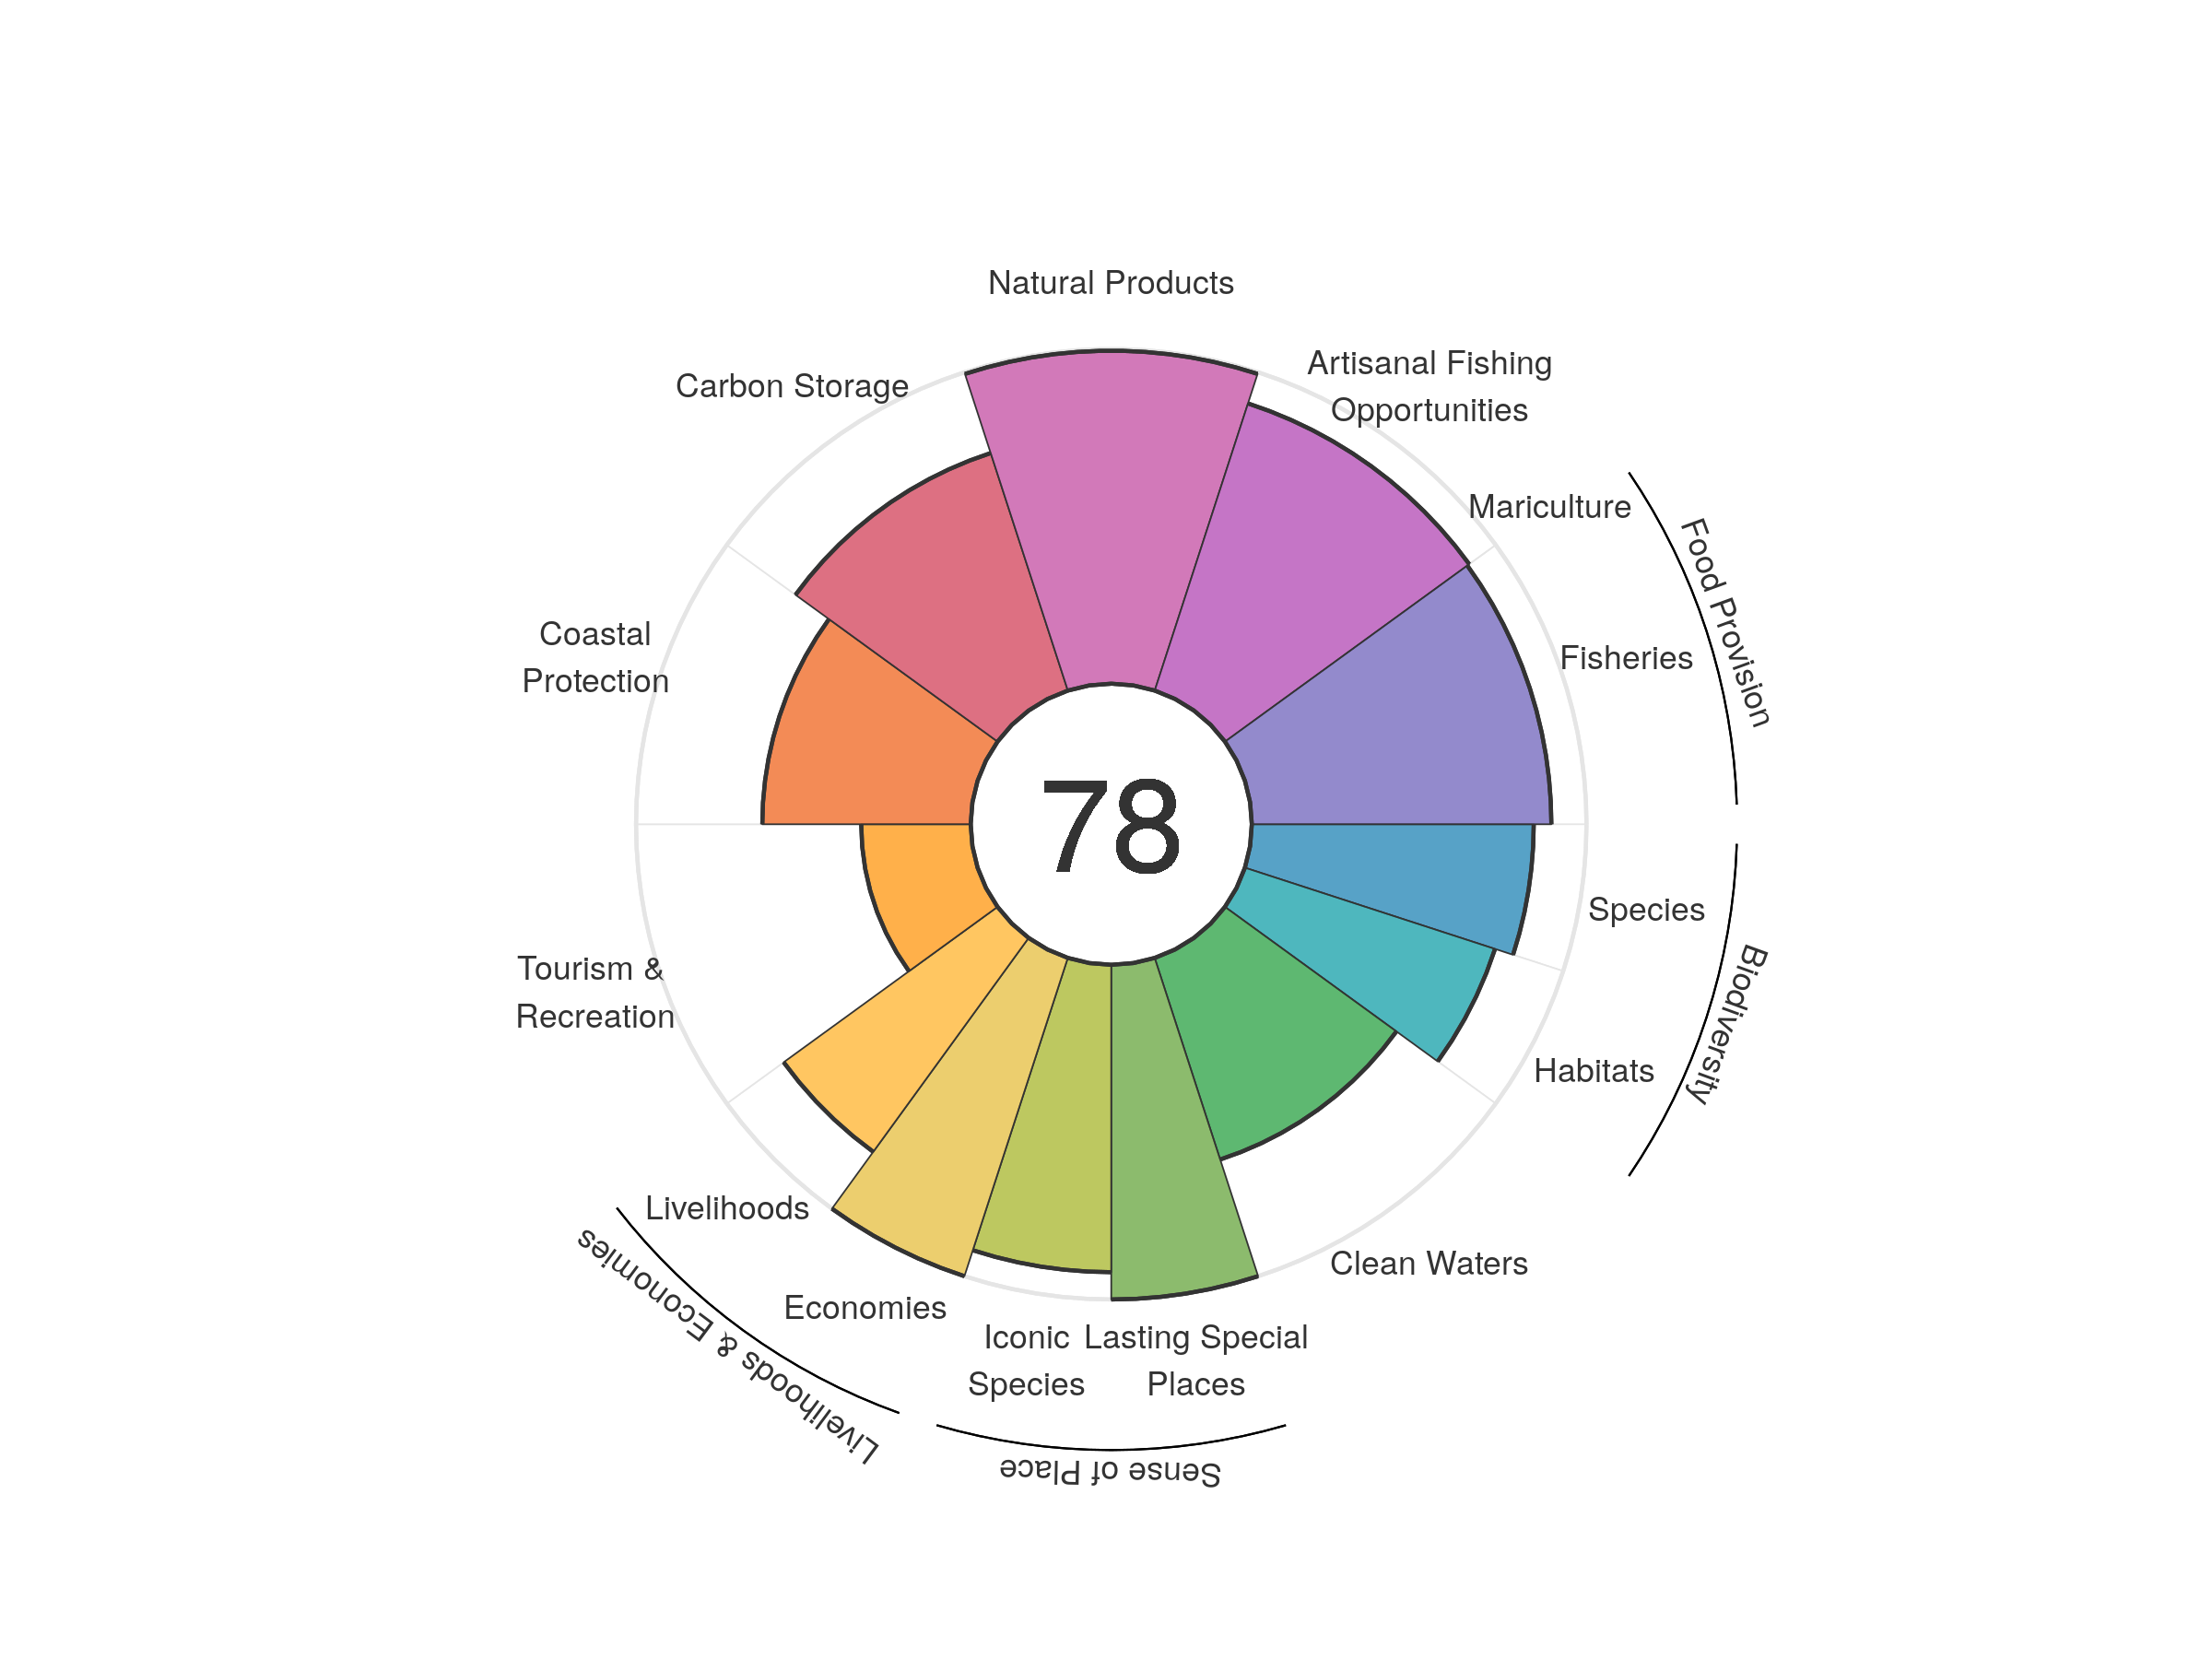 Natural Products
Artisanal Fishing
Opportunities
Carbon Storage
Mariculture
Food Provision
Fisheries
Coastal
Protection
78
Species
Biodiversity
Tourism &
Recreation
Habitats
Livelihoods
Clean Waters
Livelihoods & Economies
Economies
Iconic
Species
Lasting Special
Places
Sense of Place